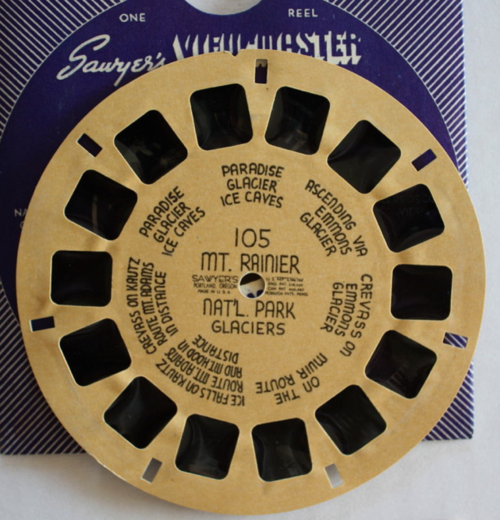 ONE REEL
Sawyer's VIEW-MASTER
105
MT. RAINIER
SAWYER'S
PORTLAND, OREGON
MADE IN U.S.A.
NAT'L. PARK
GLACIERS
PARADISE
GLACIER
ICE CAVES
ASCENDING VIA
EMMONS
GLACIER
CREVASS ON
EMMONS
GLACIER
ON THE
MUIR ROUTE
ICE FALLS ON KAUTZ
ROUTE MT. ADAMS
AND MT. HOOD IN
DISTANCE
CREVASS ON KAUTZ
ROUTE MT. ADAMS
IN DISTANCE
PARADISE
GLACIER
ICE CAVES